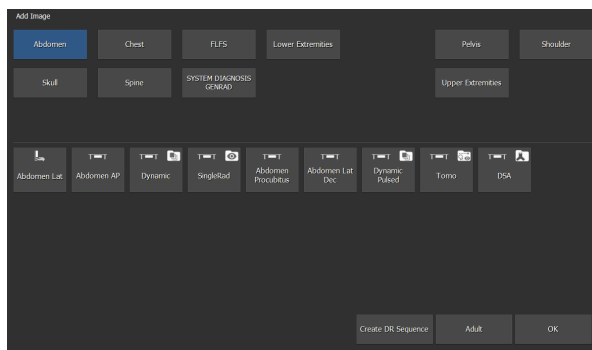 Add Image
Abdomen
Chest
FLFS
Lower Extremities
Pelvis
Shoulder
Skull
Spine
SYSTEM DIAGNOSIS
GENRAD
Upper Extremities
Abdomen Lat
Abdomen AP
Dynamic
SingleRad
Abdomen
Procubitus
Abdomen Lat
Dec
Dynamic
Pulsed
Tomo
DSA
Create DR Sequence
Adult
OK